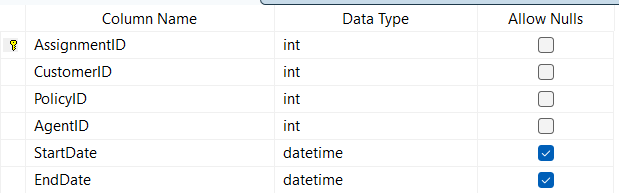 Column Name Data Type Allow Nulls
AssignmentID int
CustomerID int
PolicyID int
AgentID int
StartDate datetime
EndDate datetime